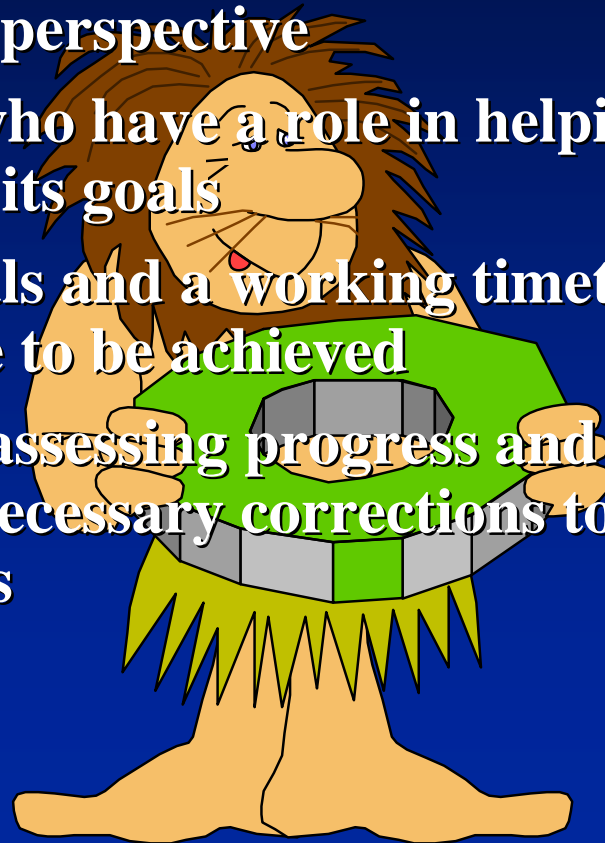 perspective
who have a role in helpi
its goals
ls and a working timet
e to be achieved
assessing progress and
ecessary corrections to
s